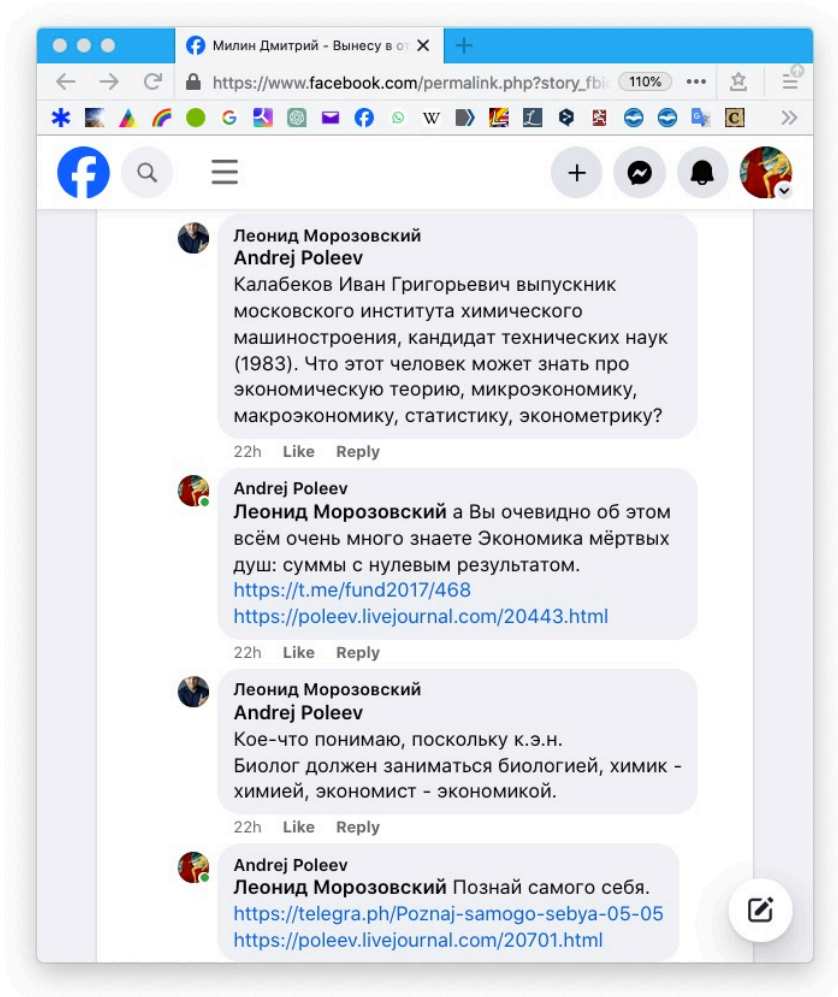 Милин Дмитрий - Вынесу в от
https://www.facebook.com/permalink.php?story_fbi
110%
G
W
L
C
Леонид Морозовский
Andrej Poleev
Калабеков Иван Григорьевич выпускник
московского института химического
машиностроения, кандидат технических наук
(1983). Что этот человек может знать про
экономическую теорию, микроэкономику,
макроэкономику, статистику, эконометрику?
22h Like Reply
Andrej Poleev
Леонид Морозовский а Вы очевидно об этом
всём очень много знаете Экономика мёртвых
душ: суммы с нулевым результатом.
https://t.me/fund2017/468
https://poleev.livejournal.com/20443.html
22h Like Reply
Леонид Морозовский
Andrej Poleev
Кое-что понимаю, поскольку к.э.н.
Биолог должен заниматься биологией, химик -
химией, экономист - экономикой.
22h Like Reply
Andrej Poleev
Леонид Морозовский Познай самого себя.
https://telegra.ph/Poznaj-samogo-sebya-05-05
https://poleev.livejournal.com/20701.html